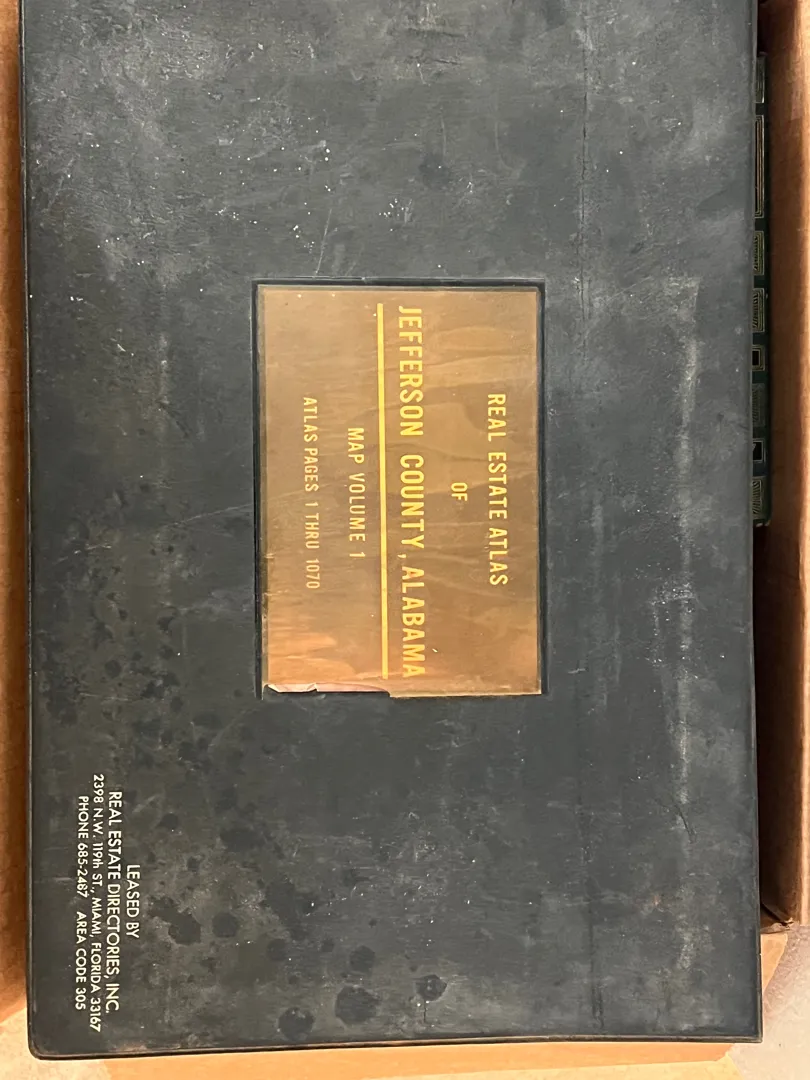 REAL ESTATE ATLAS
OF
JEFFERSON COUNTY, ALABAMA
MAP VOLUME 1
ATLAS PAGES 1 THRU 1070
LEASED BY
REAL ESTATE DIRECTORIES, INC.
2398 N.W. 119th ST., MIAMI, FLORIDA 33167
PHONE 685-2487 AREA CODE 305